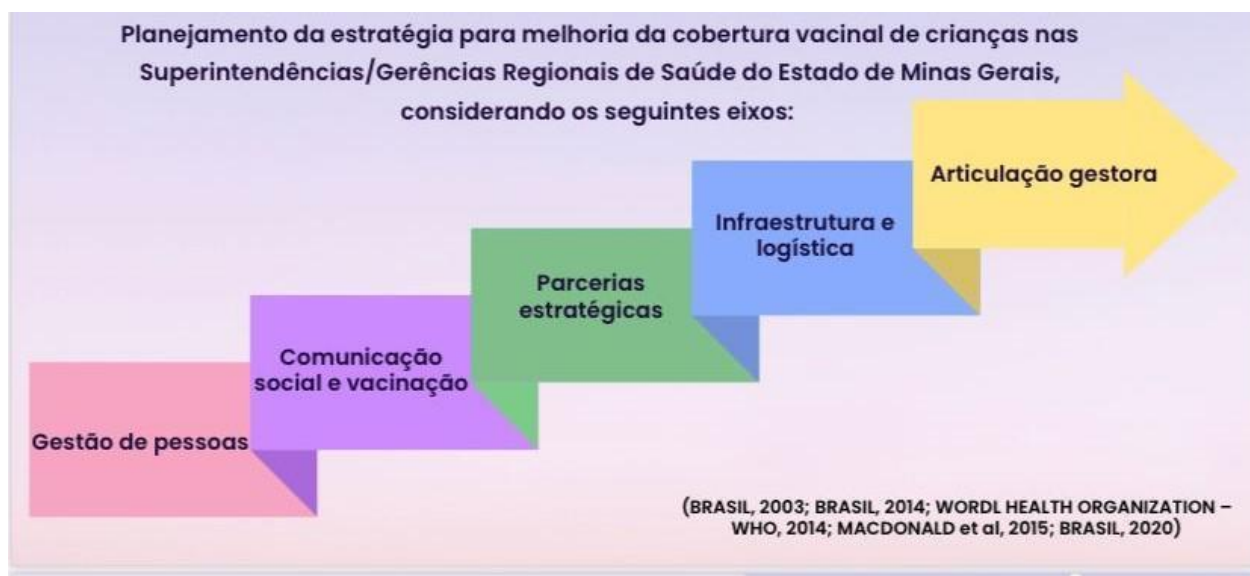 Planejamento da estratégia para melhoria da cobertura vacinal de crianças nas
Superintendências/Gerências Regionais de Saúde do Estado de Minas Gerais,
considerando os seguintes eixos:
Gestão de pessoas
Comunicação
social e vacinação
Parcerias
estratégicas
Infraestrutura e
logística
Articulação gestora
(BRASIL, 2003; BRASIL, 2014; WORDL HEALTH ORGANIZATION –
WHO, 2014; MACDONALD et al, 2015; BRASIL, 2020)